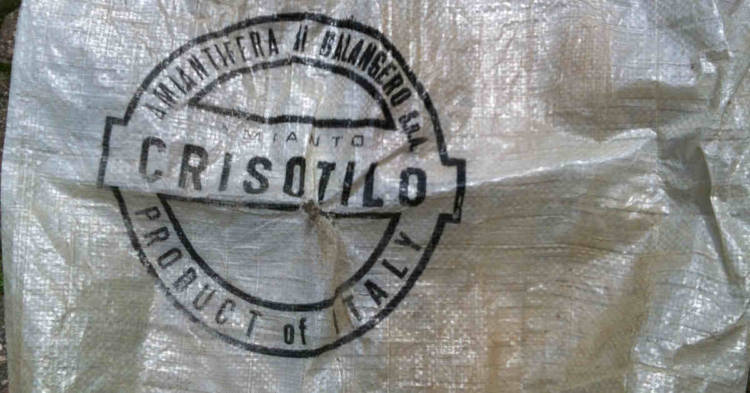 AMIANTIFERA di BALANGERO S.p.A.
AMIANTO
CRISOTILO
PRODUCT of ITALY